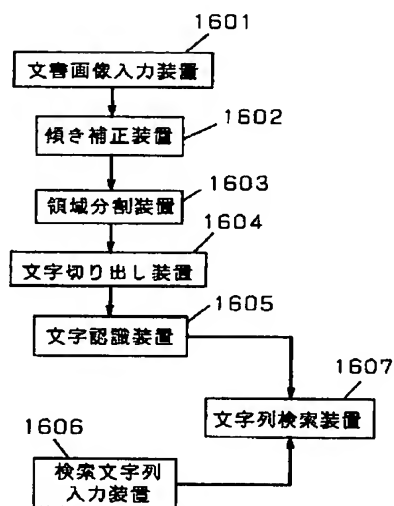 1601
文書画像入力装置
1602
傾き補正装置
1603
領域分割装置
1604
文字切り出し装置
1605
文字認識装置
1607
文字列検索装置
1606
検索文字列
入力装置